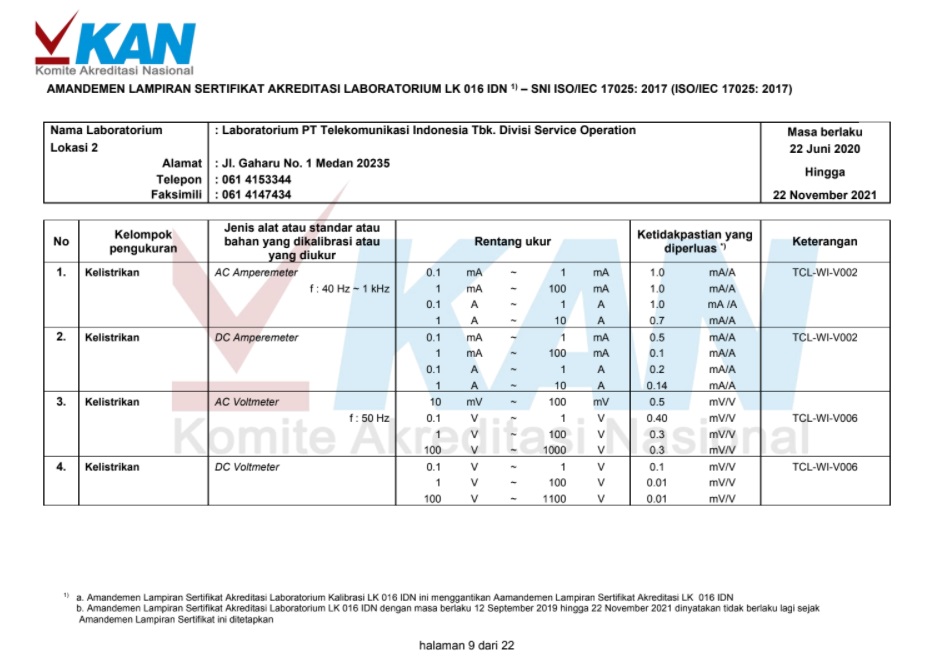 KAN
Komite Akreditasi Nasional
AMANDEMEN LAMPIRAN SERTIFIKAT AKREDITASI LABORATORIUM LK 016 IDN 1) – SNI ISO/IEC 17025: 2017 (ISO/IEC 17025: 2017)
Nama Laboratorium : Laboratorium PT Telekomunikasi Indonesia Tbk. Divisi Service Operation
Lokasi 2
Alamat : Jl. Gaharu No. 1 Medan 20235
Telepon : 061 4153344
Faksimili : 061 4147434
Masa berlaku
22 Juni 2020
Hingga
22 November 2021
No
Kelompok
pengukuran
Jenis alat atau standar atau
bahan yang dikalibrasi atau
yang diukur
Rentang ukur
Ketidakpastian yang
diperluas *)
Keterangan
1. Kelistrikan AC Amperemeter 0.1 mA ~ 1 mA 1.0 mA/A TCL-WI-V002
f : 40 Hz ~ 1 kHz 1 mA ~ 100 mA 1.0 mA/A
0.1 A ~ 1 A 1.0 mA /A
1 A ~ 10 A 0.7 mA/A
2. Kelistrikan DC Amperemeter 0.1 mA ~ 1 mA 0.5 mA/A TCL-WI-V002
1 mA ~ 100 mA 0.1 mA/A
0.1 A ~ 1 A 0.2 mA/A
1 A ~ 10 A 0.14 mA/A
3. Kelistrikan AC Voltmeter 10 mV ~ 100 mV 0.5 mV/V
f : 50 Hz 0.1 V ~ 1 V 0.40 mV/V TCL-WI-V006
1 V ~ 100 V 0.3 mV/V
100 V ~ 1000 V 0.3 mV/V
4. Kelistrikan DC Voltmeter 0.1 V ~ 1 V 0.1 mV/V TCL-WI-V006
1 V ~ 100 V 0.01 mV/V
100 V ~ 1100 V 0.01 mV/V
KAN
Komite Akreditasi Nasional
1) a. Amandemen Lampiran Sertifikat Akreditasi Laboratorium Kalibrasi LK 016 IDN ini menggantikan Aamandemen Lampiran Sertifikat Akreditasi LK 016 IDN
b. Amandemen Lampiran Sertifikat Akreditasi Laboratorium LK 016 IDN dengan masa berlaku 12 September 2019 hingga 22 November 2021 dinyatakan tidak berlaku lagi sejak
Amandemen Lampiran Sertifikat ini ditetapkan
halaman 9 dari 22